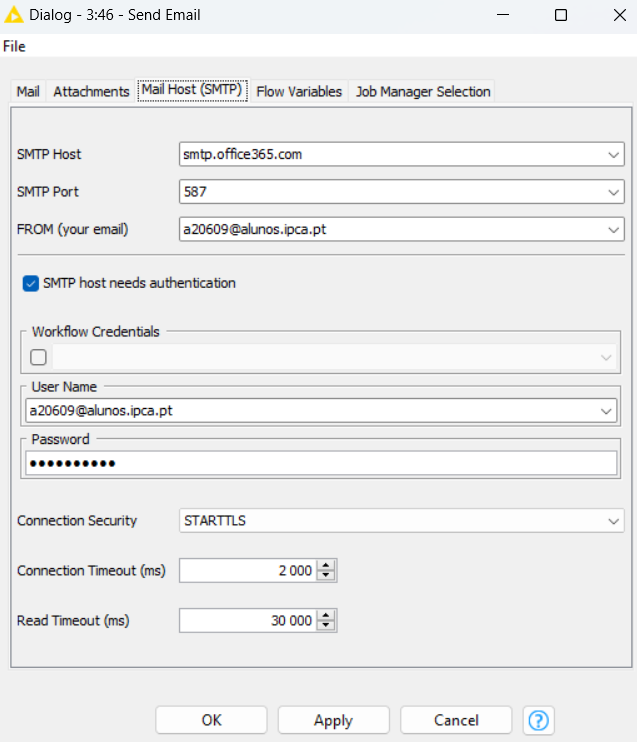 Dialog - 3:46 - Send Email
File
Mail Attachments Mail Host (SMTP) Flow Variables Job Manager Selection
SMTP Host smtp.office365.com
SMTP Port 587
FROM (your email) a20609@alunos.ipca.pt
SMTP host needs authentication
Workflow Credentials
User Name
a20609@alunos.ipca.pt
Password
••••••••••
Connection Security STARTTLS
Connection Timeout (ms) 2 000
Read Timeout (ms) 30 000
OK Apply Cancel ?